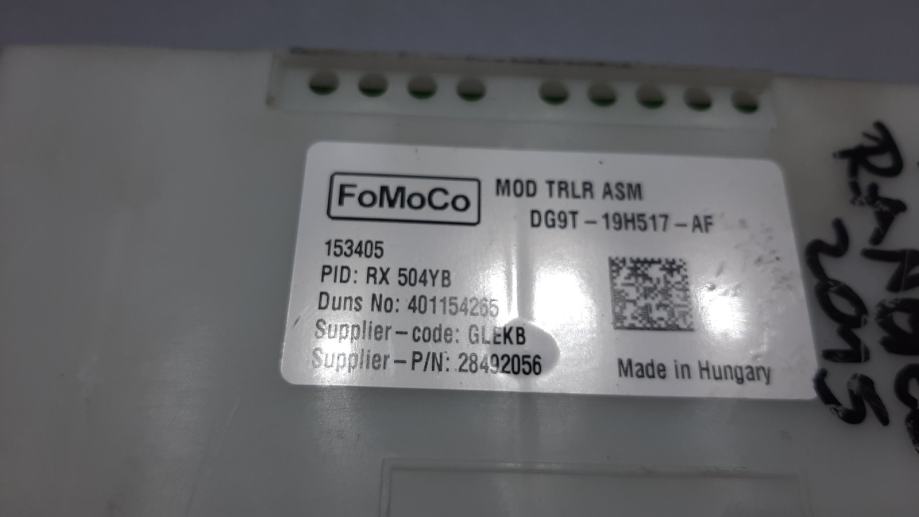 FoMoCo
MOD TRLR ASM
DG9T-19H517-AF
153405
PID: RX 504YB
Duns No: 401154265
Supplier-code: GLEKB
Supplier-P/N: 28492056
Made in Hungary
2015